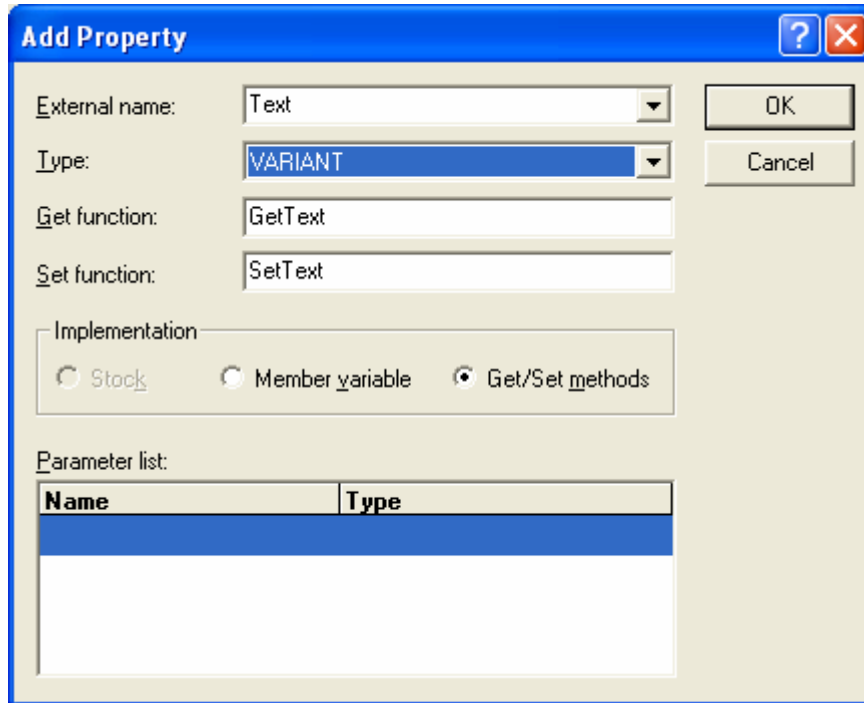 Add Property
External name: Text OK
Type: VARIANT Cancel
Get function: GetText
Set function: SetText
Implementation
Stock Member variable Get/Set methods
Parameter list:
Name Type